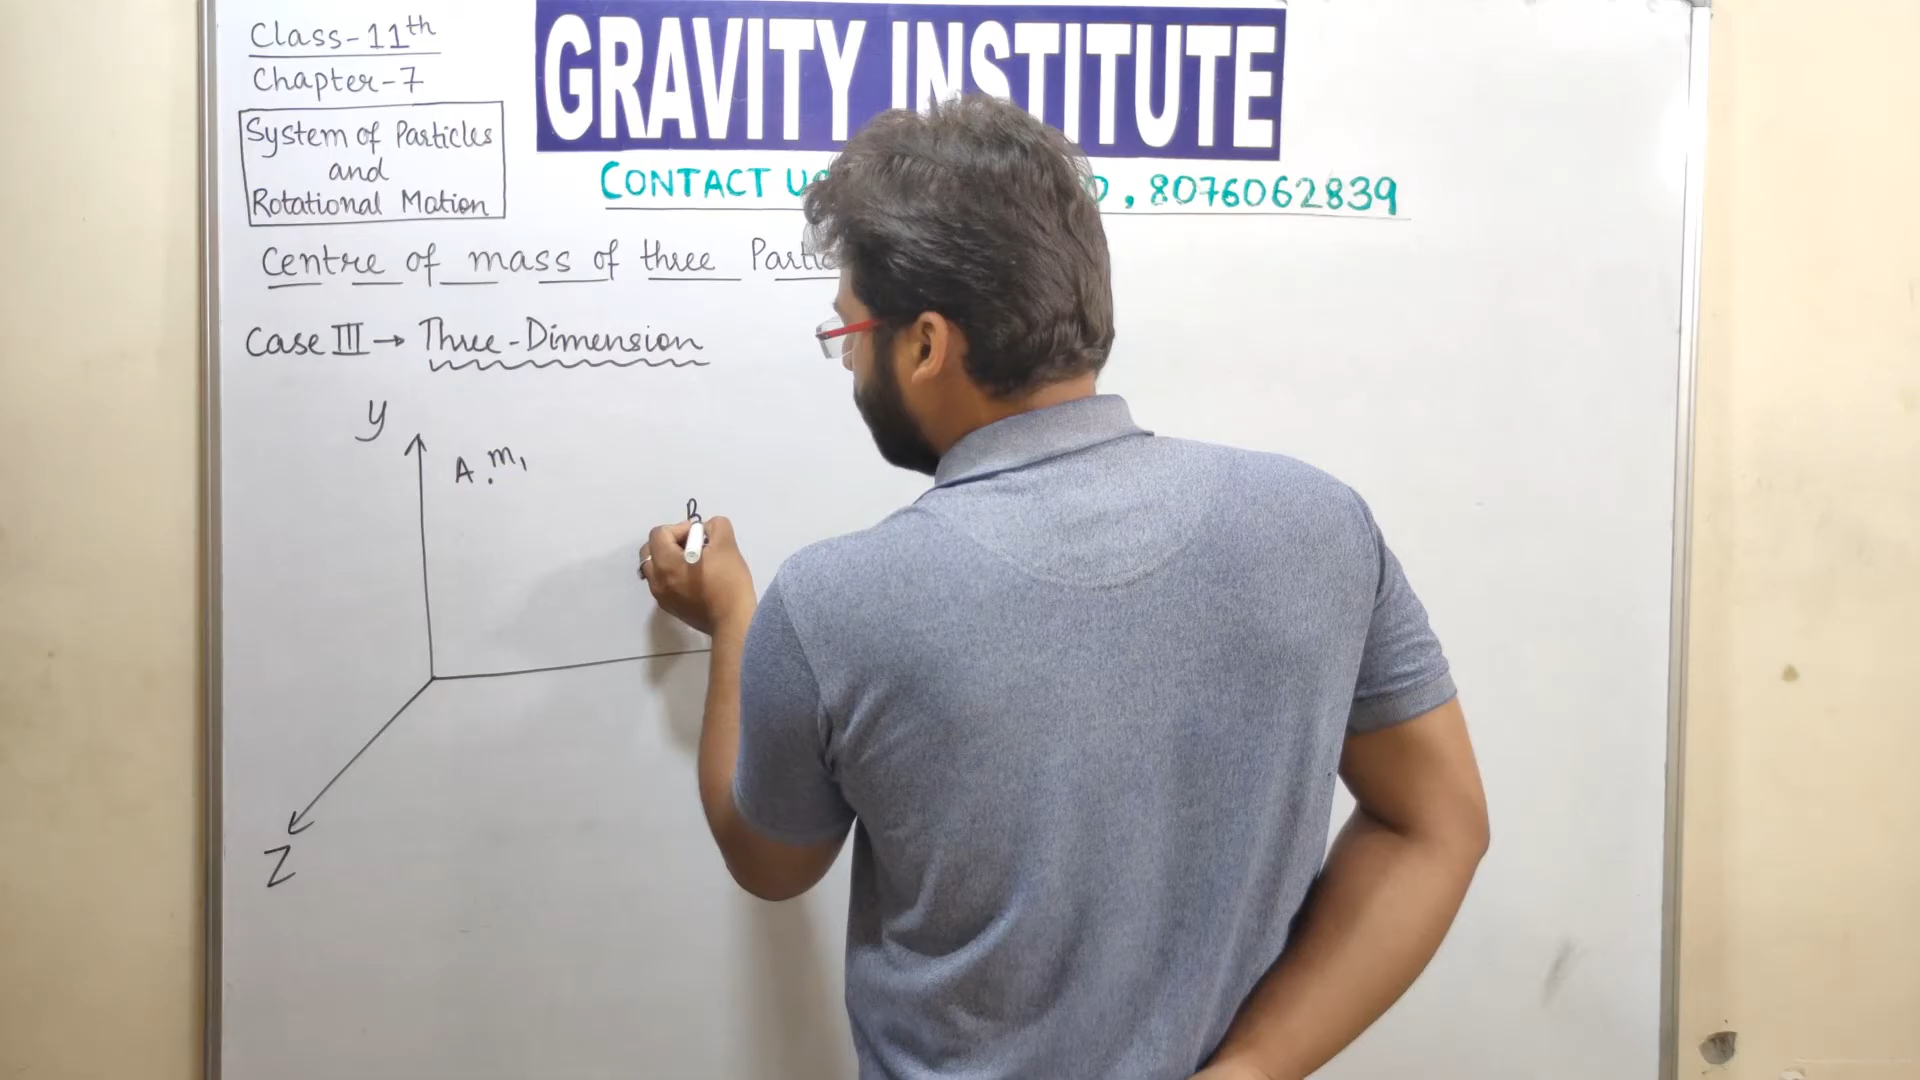 Class-11th
Chapter-7
System of Particles
and
Rotational Motion
GRAVITY INSTITUTE
CONTACT
, 8076062839
Centre of mass of three
Case III → Three-Dimension
y
A . m1
B
Z